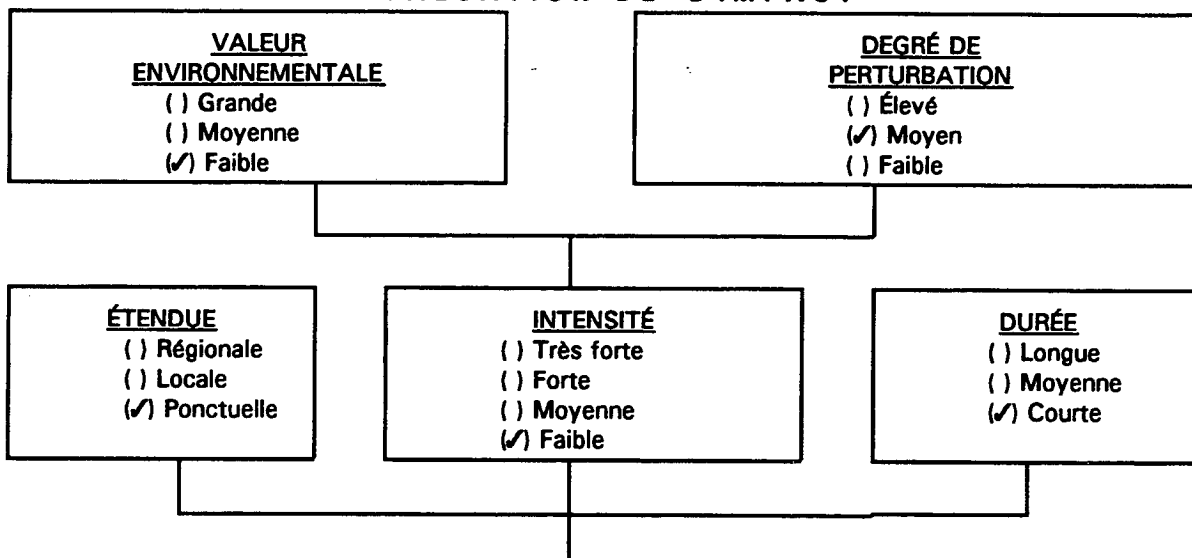 VALEUR
ENVIRONNEMENTALE
( ) Grande
( ) Moyenne
(✓) Faible
DEGRÉ DE
PERTURBATION
( ) Élevé
(✓) Moyen
( ) Faible
ÉTENDUE
( ) Régionale
( ) Locale
(✓) Ponctuelle
INTENSITÉ
( ) Très forte
( ) Forte
( ) Moyenne
(✓) Faible
DURÉE
( ) Longue
( ) Moyenne
(✓) Courte